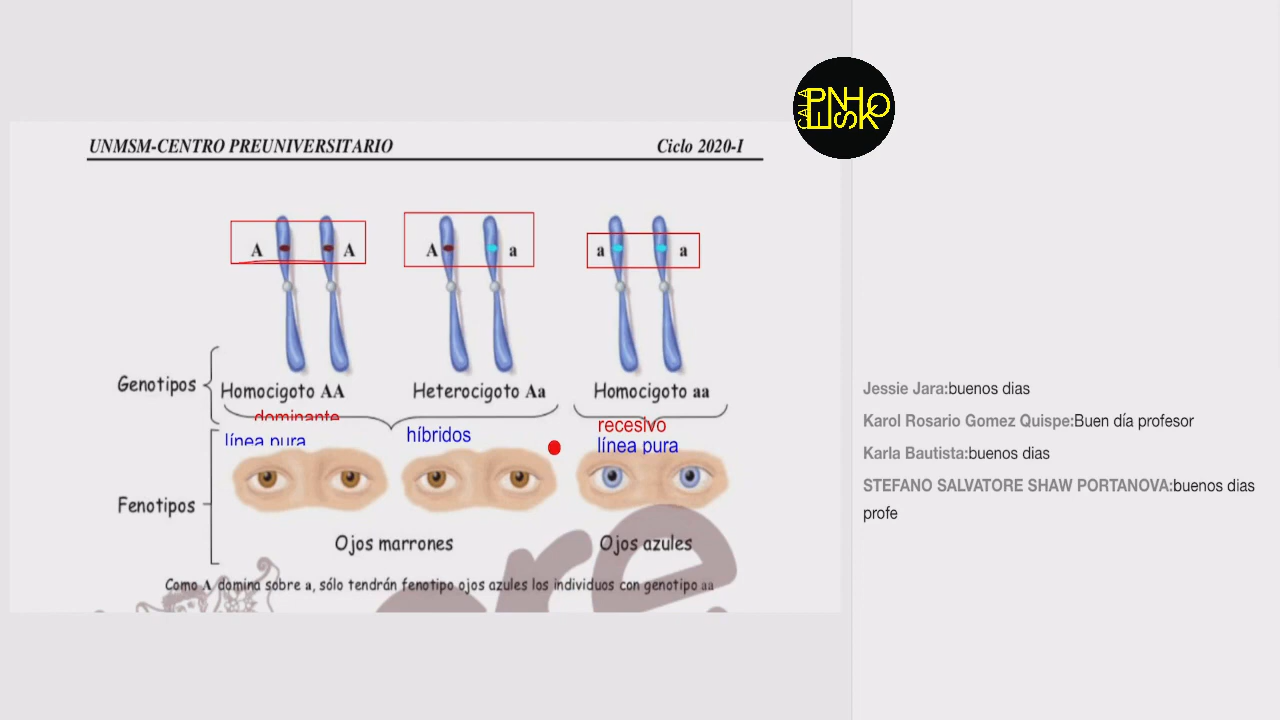 UNMSM-CENTRO PREUNIVERSITARIO Ciclo 2020-I
A A A a a a
Genotipos
Homocigoto AA Heterocigoto Aa Homocigoto aa
dominante
línea pura
híbridos
recesivo
línea pura
Fenotipos
Ojos marrones Ojos azules
Como A domina sobre a, sólo tendrán fenotipo ojos azules los individuos con genotipo aa
Jessie Jara:buenos dias
Karol Rosario Gomez Quispe:Buen día profesor
Karla Bautista:buenos dias
STEFANO SALVATORE SHAW PORTANOVA:buenos dias
profe